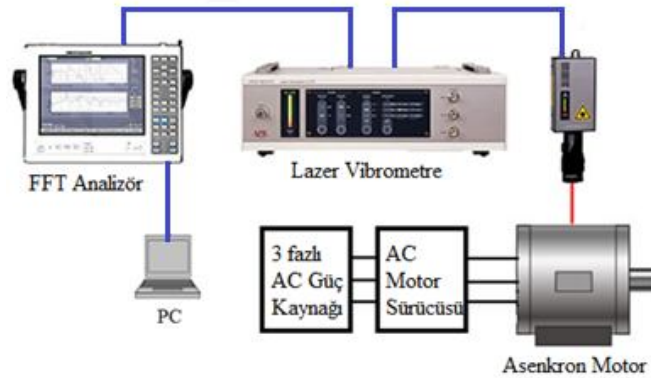 FFT Analizör
Lazer Vibrometre
PC
3 fazlı
AC Güç
Kaynağı
AC
Motor
Sürücüsü
Asenkron Motor